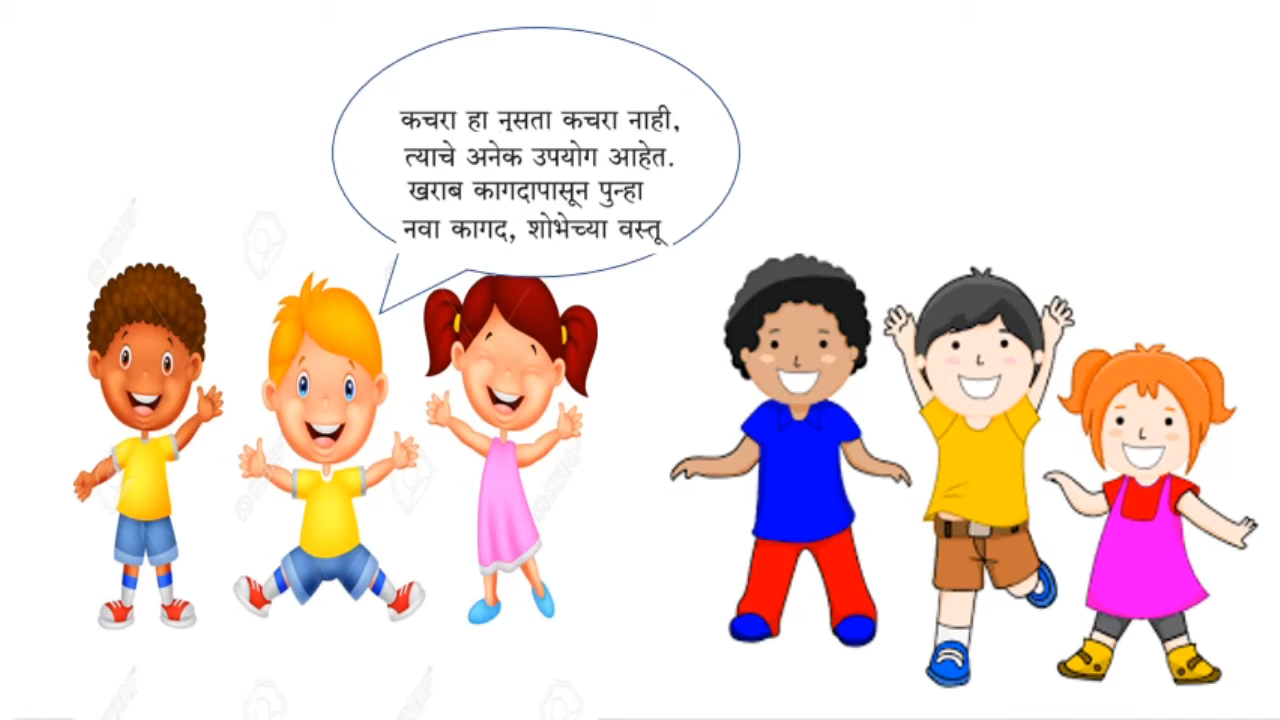 कचरा हा नुसता कचरा नाही,
त्याचे अनेक उपयोग आहेत.
खराब कागदापासून पुन्हा
नवा कागद, शोभेच्या वस्तू